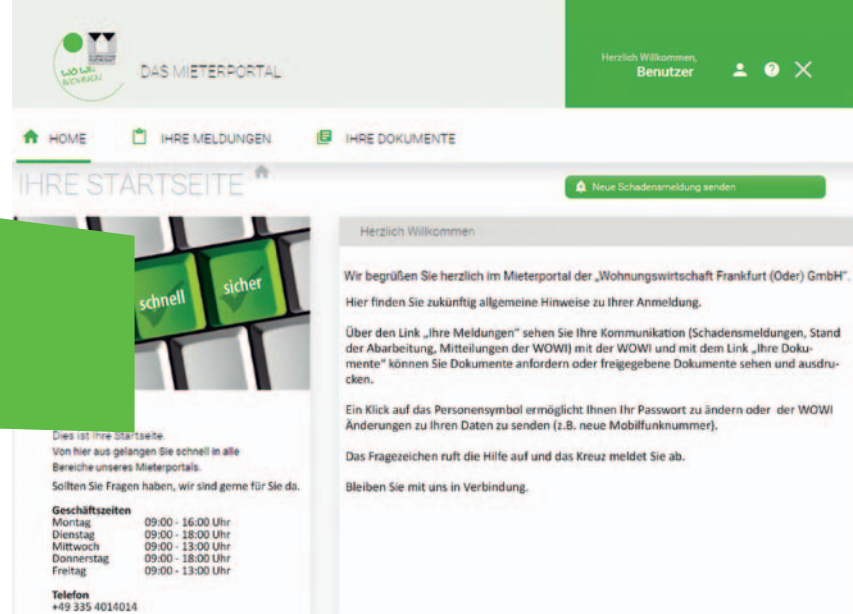 WO WI
WOHNEN
DAS MIETERPORTAL
Herzlich Willkommen,
Benutzer
HOME
IHRE MELDUNGEN
IHRE DOKUMENTE
IHRE STARTSEITE
Neue Schadensmeldung senden
schnell
sicher
Dies ist Ihre Startseite.
Von hier aus gelangen Sie schnell in alle
Bereiche unseres Mieterportals.
Sollten Sie Fragen haben, wir sind gerne für Sie da.
Geschäftszeiten
Montag 09:00 - 16:00 Uhr
Dienstag 09:00 - 18:00 Uhr
Mittwoch 09:00 - 13:00 Uhr
Donnerstag 09:00 - 18:00 Uhr
Freitag 09:00 - 13:00 Uhr
Telefon
+49 335 4014014
Herzlich Willkommen
Wir begrüßen Sie herzlich im Mieterportal der „Wohnungswirtschaft Frankfurt (Oder) GmbH".
Hier finden Sie zukünftig allgemeine Hinweise zu Ihrer Anmeldung.
Über den Link „Ihre Meldungen" sehen Sie Ihre Kommunikation (Schadensmeldungen, Stand
der Abarbeitung, Mitteilungen der WOWI) mit der WOWI und mit dem Link „Ihre Doku-
mente" können Sie Dokumente anfordern oder freigegebene Dokumente sehen und ausdru-
cken.
Ein Klick auf das Personensymbol ermöglicht Ihnen Ihr Passwort zu ändern oder der WOWI
Änderungen zu Ihren Daten zu senden (z.B. neue Mobilfunknummer).
Das Fragezeichen ruft die Hilfe auf und das Kreuz meldet Sie ab.
Bleiben Sie mit uns in Verbindung.